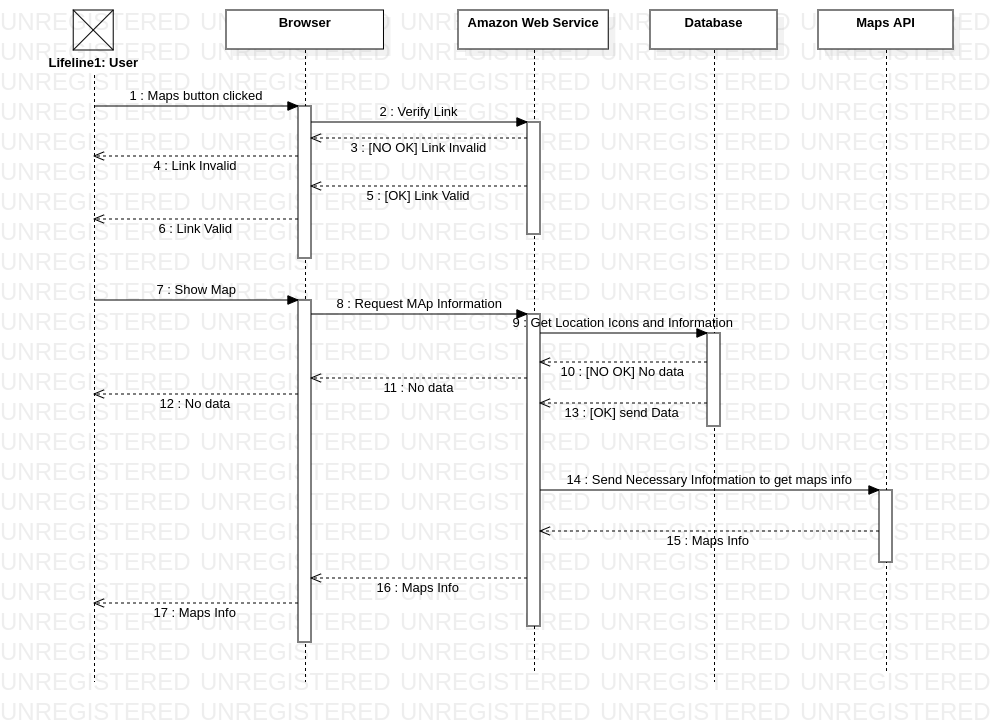 Browser
Amazon Web Service
Database
Maps API
Lifeline1: User
1 : Maps button clicked
2 : Verify Link
3 : [NO OK] Link Invalid
4 : Link Invalid
5 : [OK] Link Valid
6 : Link Valid
7 : Show Map
8 : Request MAp Information
9 : Get Location Icons and Information
10 : [NO OK] No data
11 : No data
12 : No data
13 : [OK] send Data
14 : Send Necessary Information to get maps info
15 : Maps Info
16 : Maps Info
17 : Maps Info
UNREGISTERED UNREGISTERED UNREGISTERED UNREGISTERED UNREGISTERED